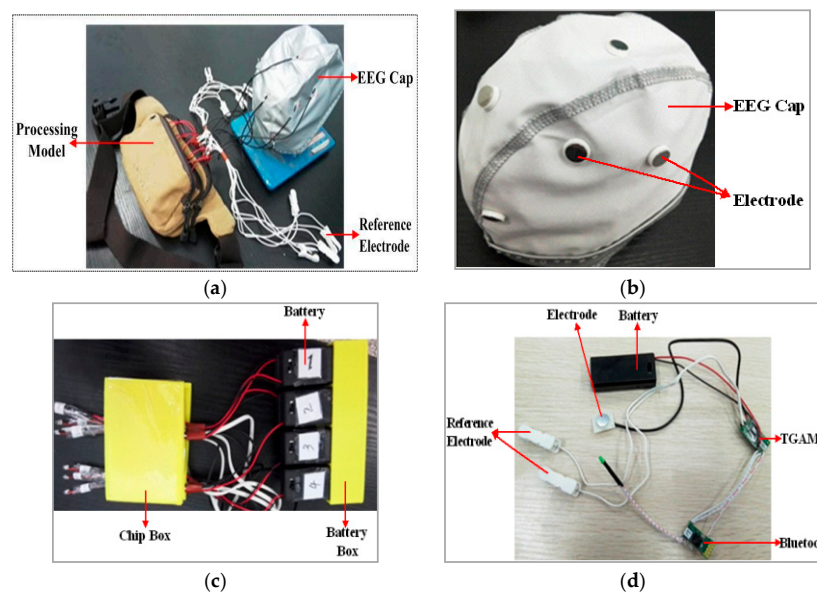 EEG Cap
Processing
Model
Reference
Electrode
(a)
EEG Cap
Electrode
(b)
Battery
1
2
3
4
Chip Box
Battery
Box
(c)
Electrode
Battery
Reference
Electrode
TGAM
Bluetoo
(d)